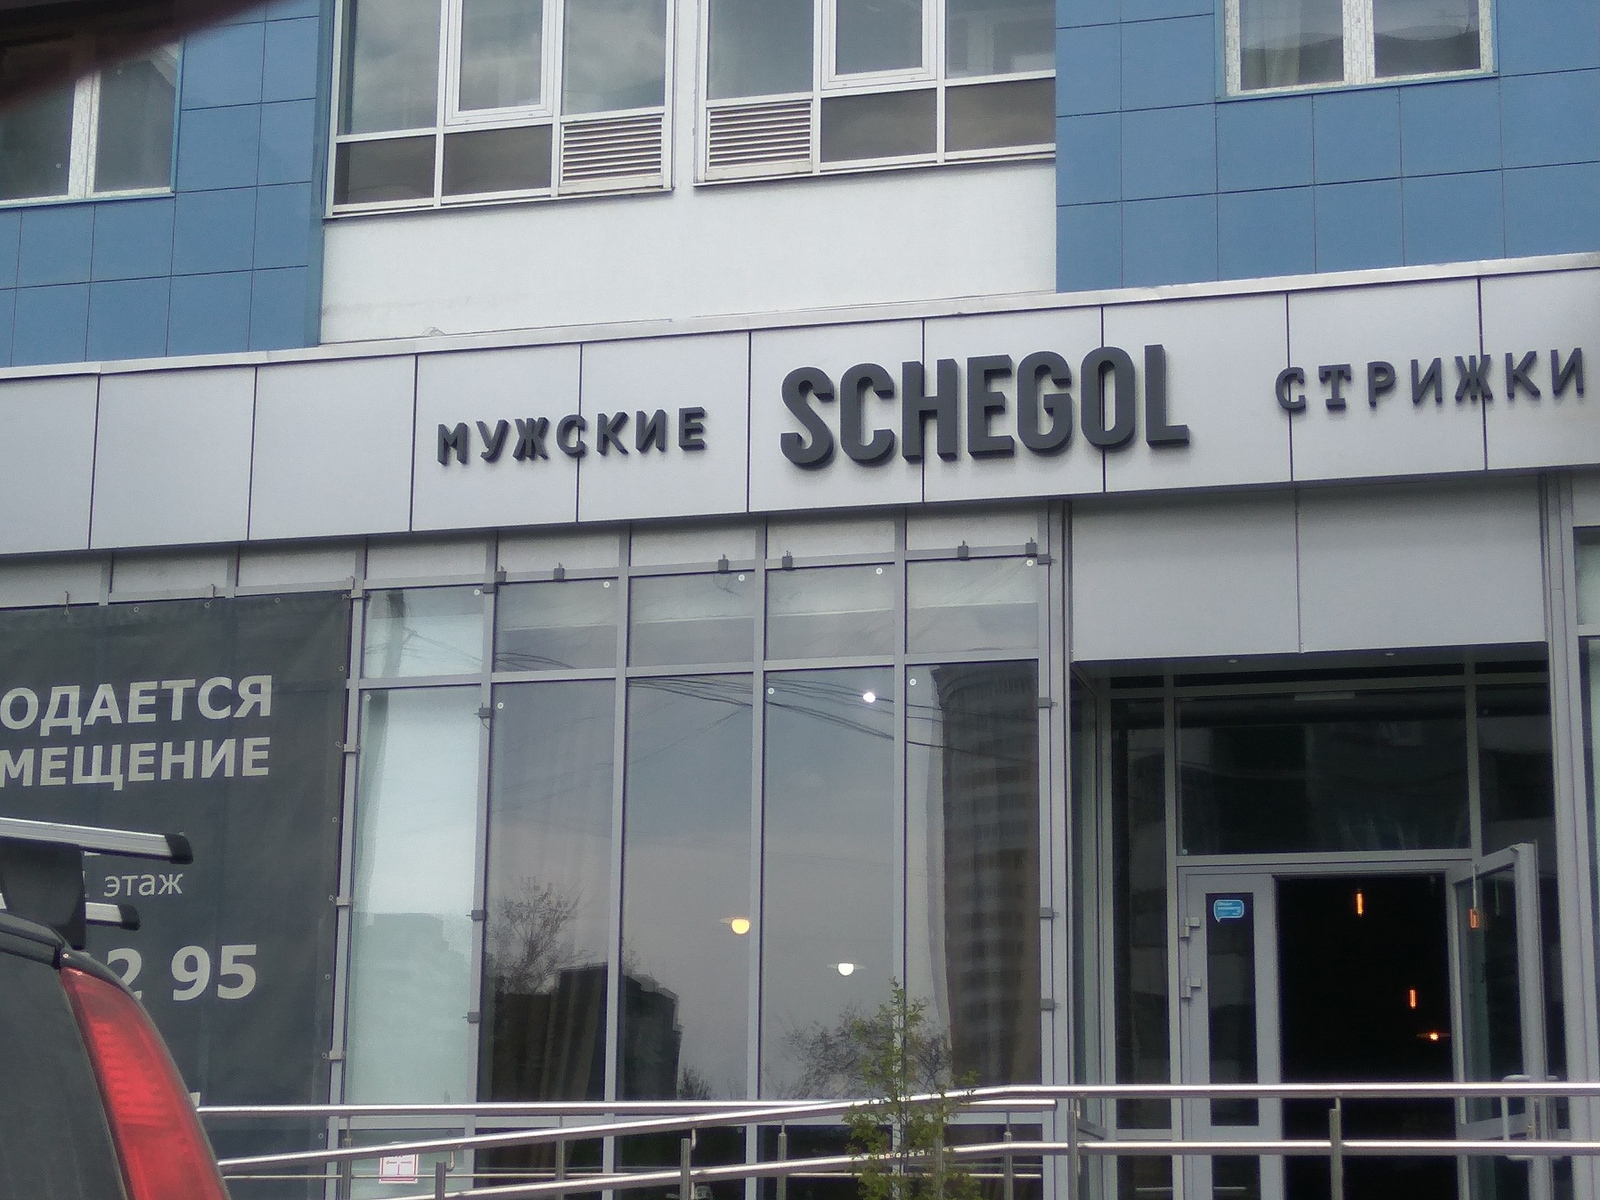 МУЖСКИЕ SCHEGOL СТРИЖКИ
ОДАЕТСЯ
МЕЩЕНИЕ
этаж
2 95